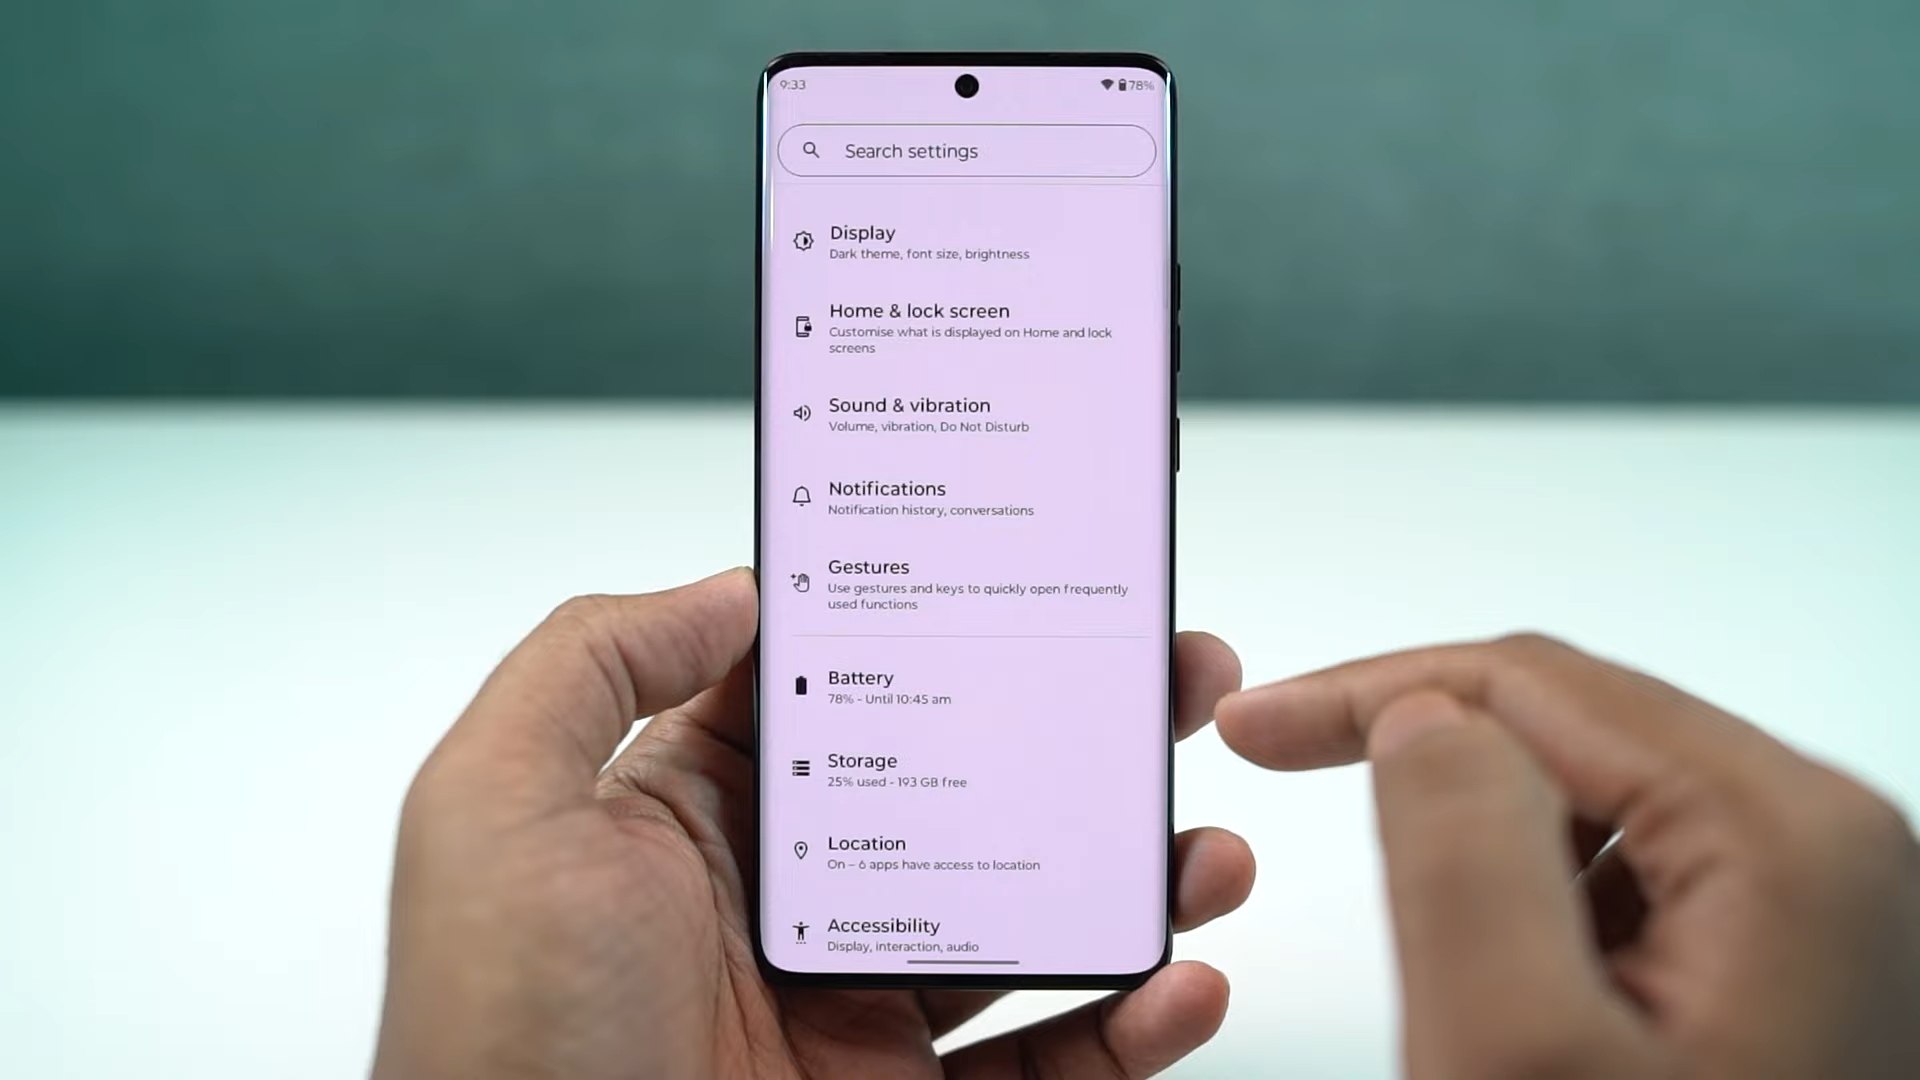 9:33
78%
Search settings
Display
Dark theme, font size, brightness
Home & lock screen
Customise what is displayed on Home and lock
screens
Sound & vibration
Volume, vibration, Do Not Disturb
Notifications
Notification history, conversations
Gestures
Use gestures and keys to quickly open frequently
used functions
Battery
78% - Until 10:45 am
Storage
25% used - 193 GB free
Location
On – 6 apps have access to location
Accessibility
Display, interaction, audio